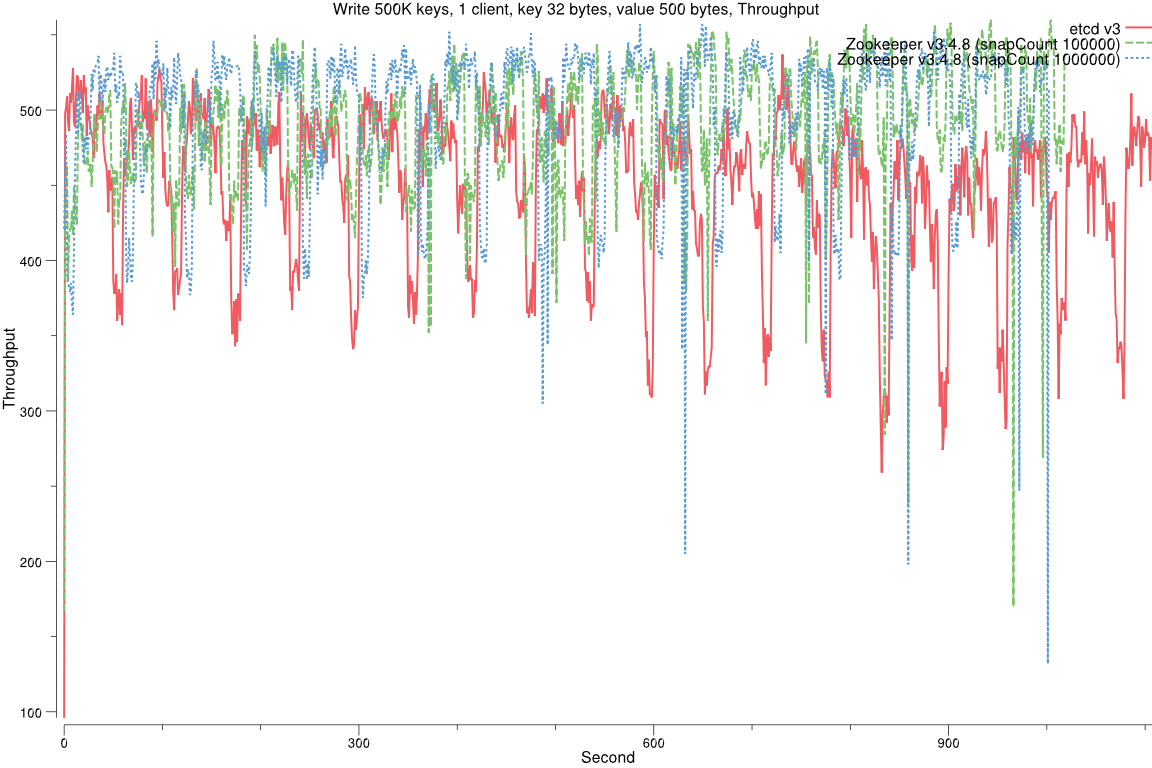 Write 500K keys, 1 client, key 32 bytes, value 500 bytes, Throughput
etcd v3
Zookeeper v3.4.8 (snapCount 100000)
Zookeeper v3.4.8 (snapCount 1000000)
500
400
300
200
100
Throughput
0
300
600
900
Second